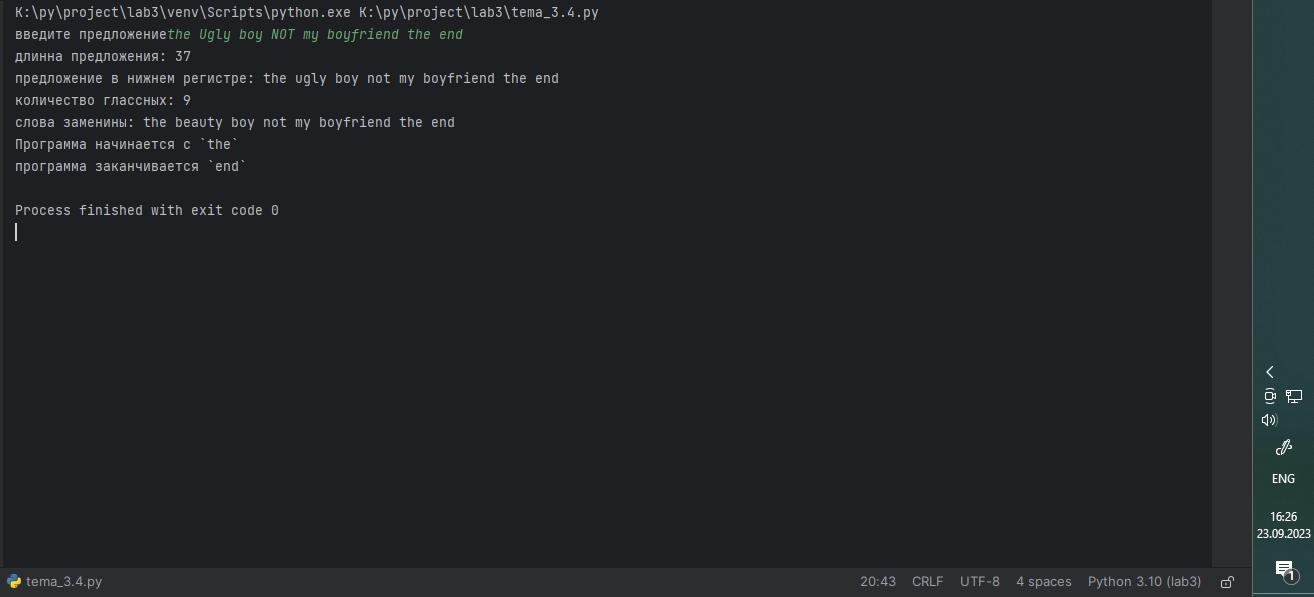 K:\py\project\lab3\venv\Scripts\python.exe K:\py\project\lab3\tema_3.4.py
введите предложениеthe Ugly boy NOT my boyfriend the end
длинна предложения: 37
предложение в нижнем регистре: the ugly boy not my boyfriend the end
количество глассных: 9
слова заменины: the beauty boy not my boyfriend the end
Программа начинается с `the`
программа заканчивается `end`
Process finished with exit code 0
ENG
16:26
23.09.2023
1
tema_3.4.py 20:43 CRLF UTF-8 4 spaces Python 3.10 (lab3)